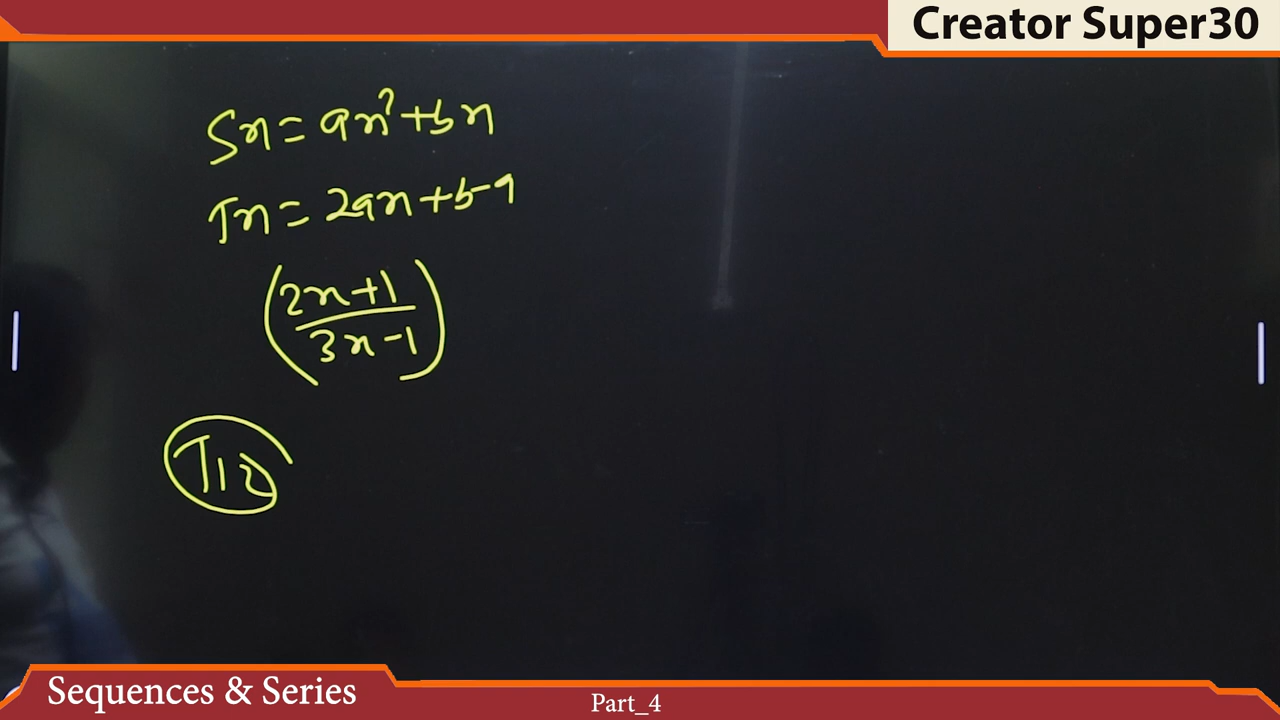 Creator Super30
Sn = an² + bn
Tn = 2an + b - a
(2n + 1 / 3n - 1)
T12
Sequences & Series
Part_4